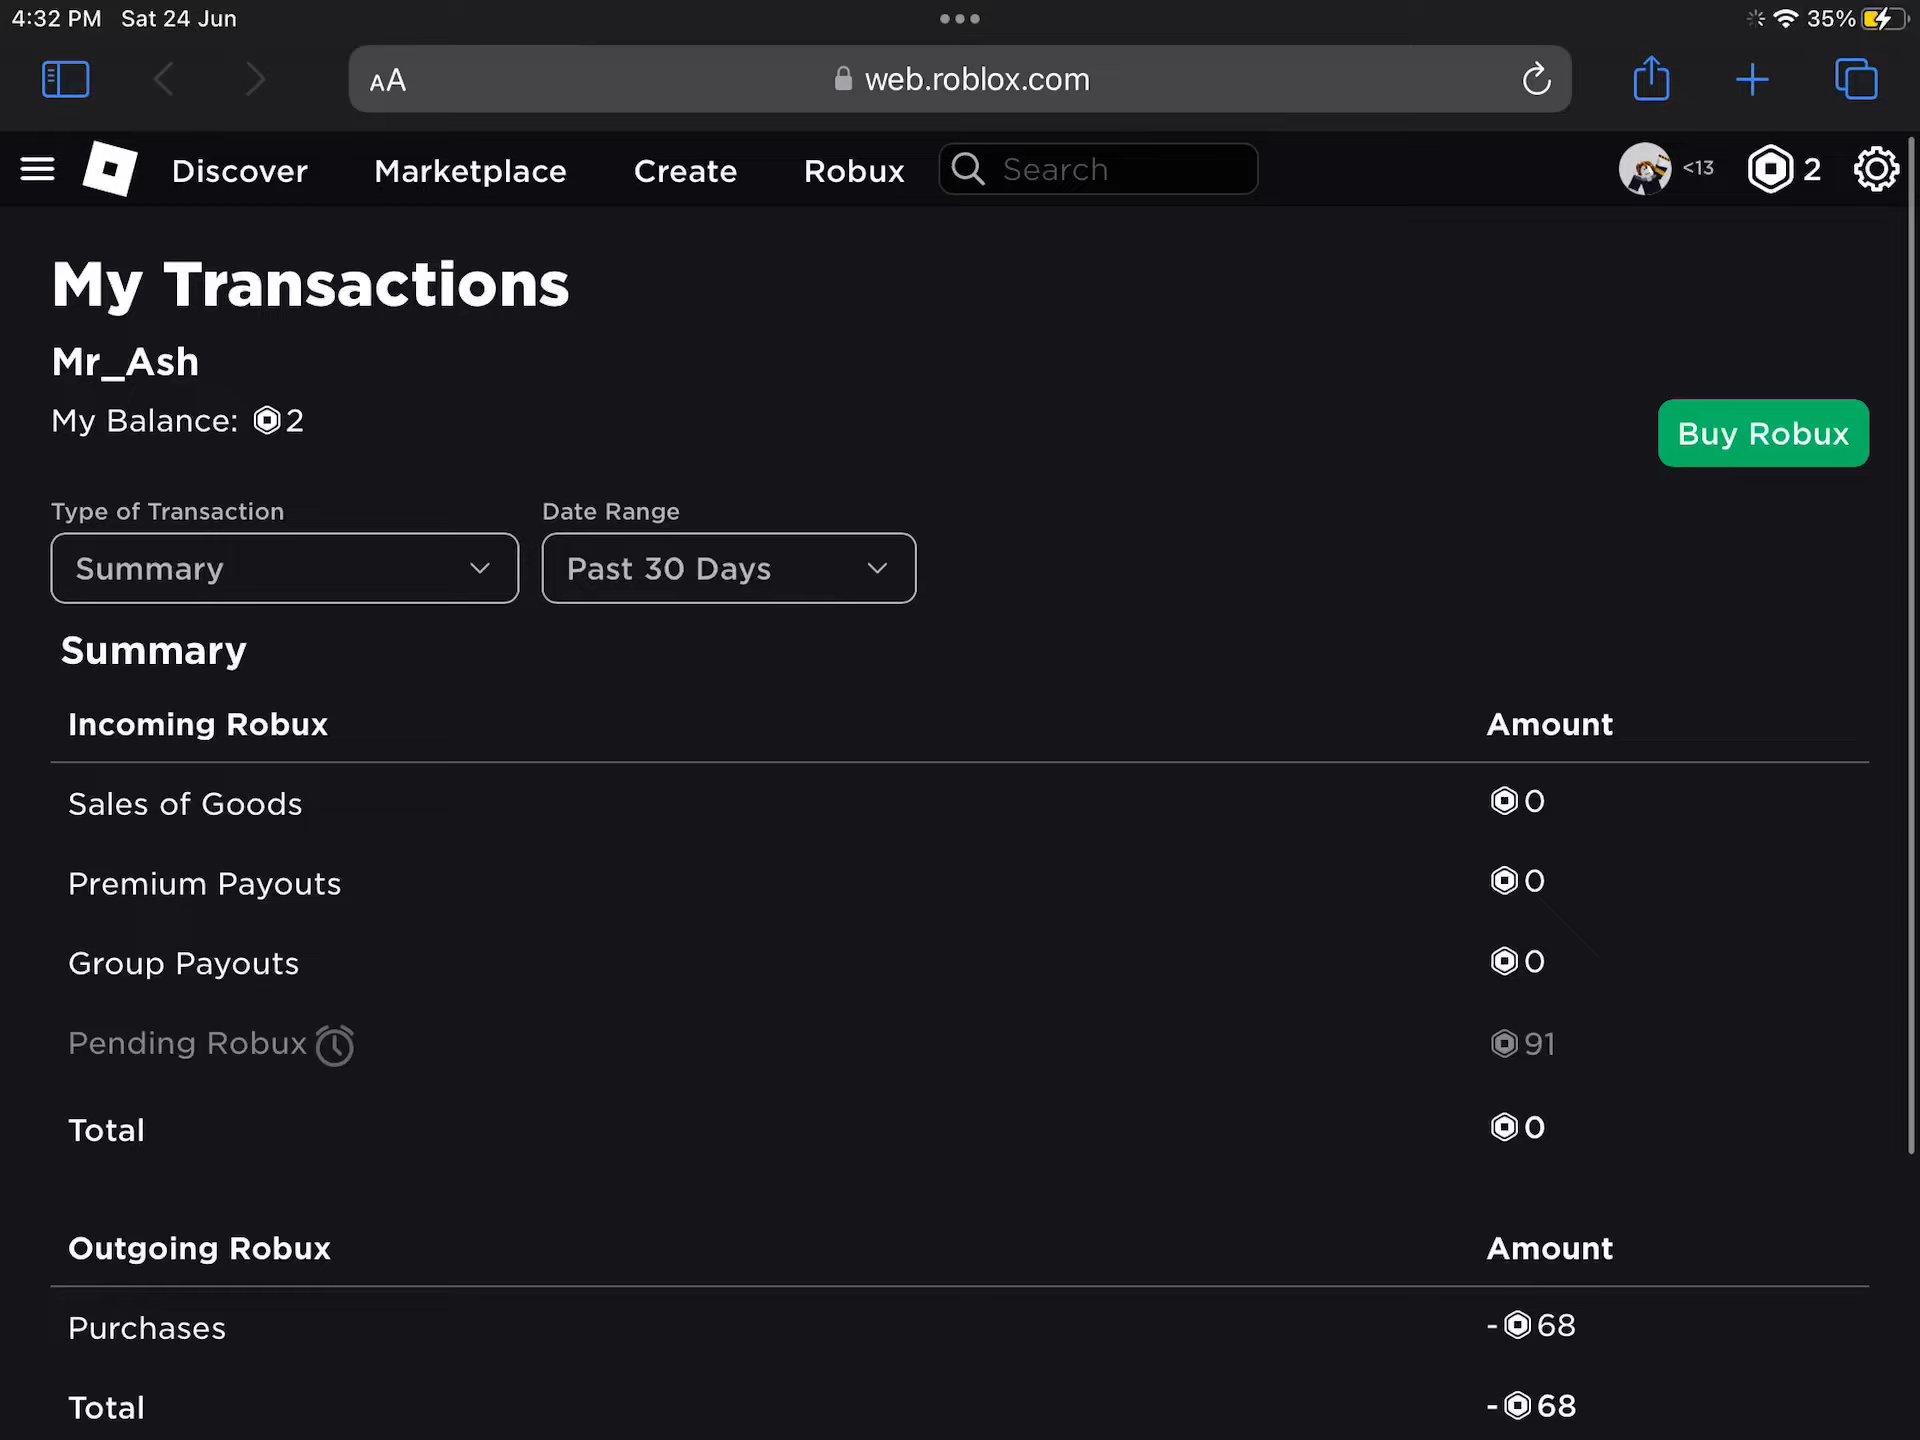 4:32 PM Sat 24 Jun 35%
AA web.roblox.com
Discover Marketplace Create Robux Search <13 2
My Transactions
Mr_Ash
My Balance: 2
Buy Robux
Type of Transaction Date Range
Summary Past 30 Days
Summary
Incoming Robux Amount
Sales of Goods 0
Premium Payouts 0
Group Payouts 0
Pending Robux 91
Total 0
Outgoing Robux Amount
Purchases -68
Total -68